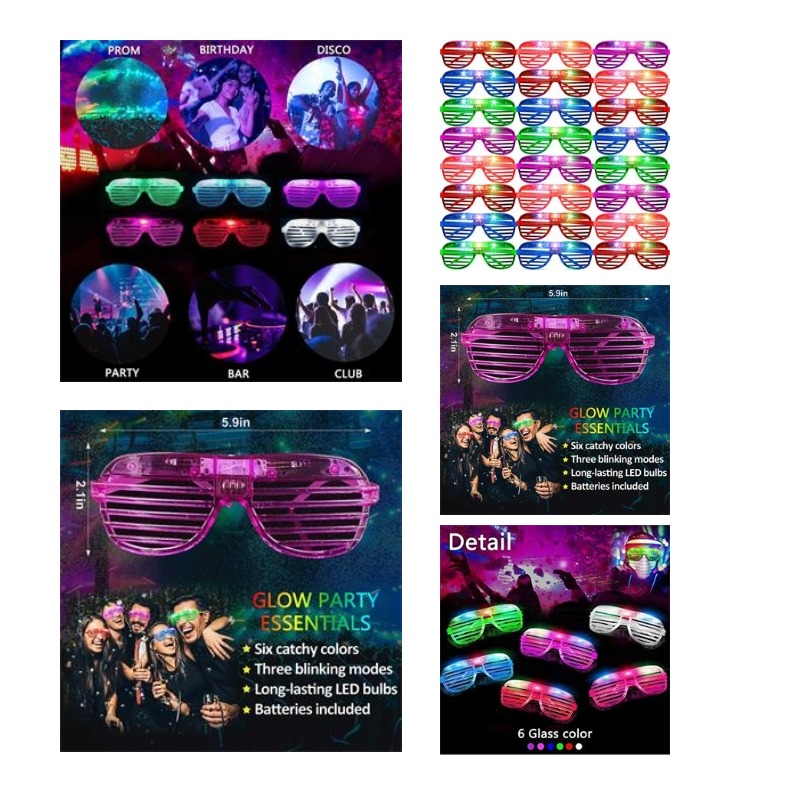 PROM
BIRTHDAY
DISCO
PARTY
BAR
CLUB
5.9in
2.1in
GLOW PARTY
ESSENTIALS
Six catchy colors
Three blinking modes
Long-lasting LED bulbs
Batteries included
5.9in
2.1in
GLOW PARTY
ESSENTIALS
Six catchy colors
Three blinking modes
Long-lasting LED bulbs
Batteries included
Detail
6 Glass color